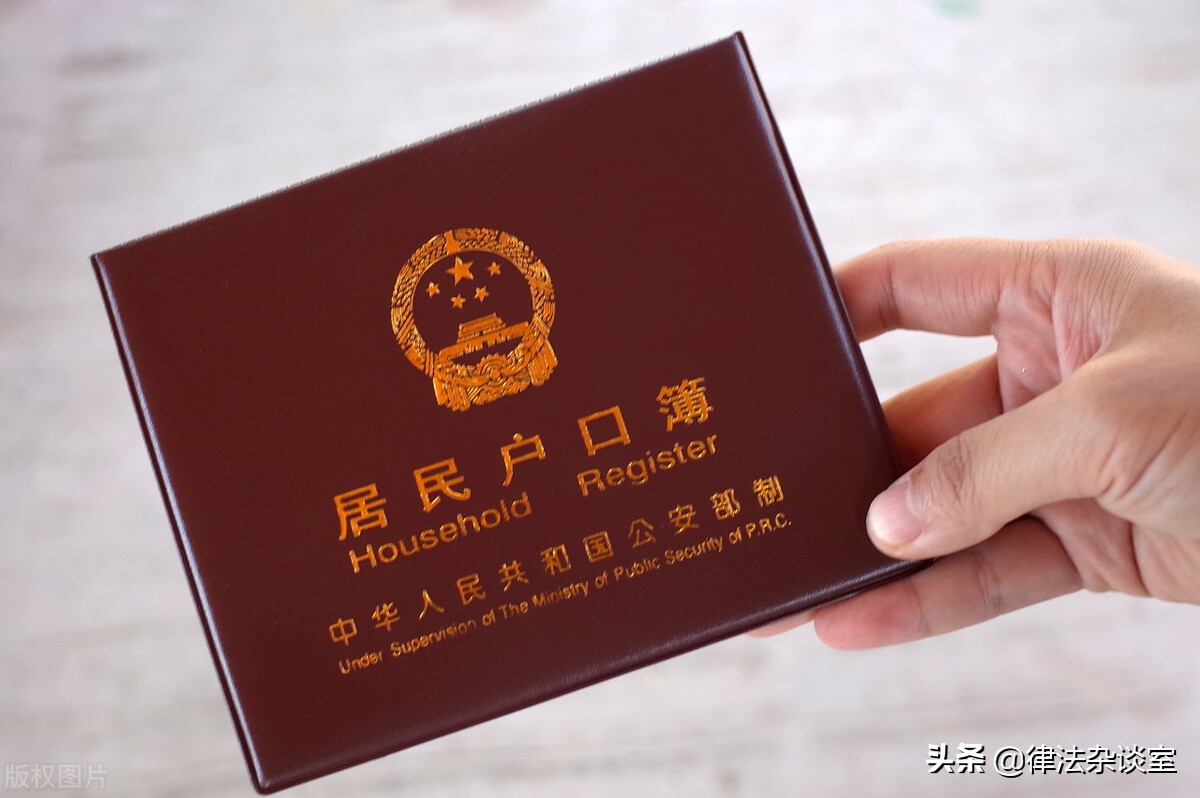 居民户口簿
Household Register
中华人民共和国公安部制
Under Supervision of The Ministry of Public Security of P.R.C.
版权图片
头条 @律法杂谈室